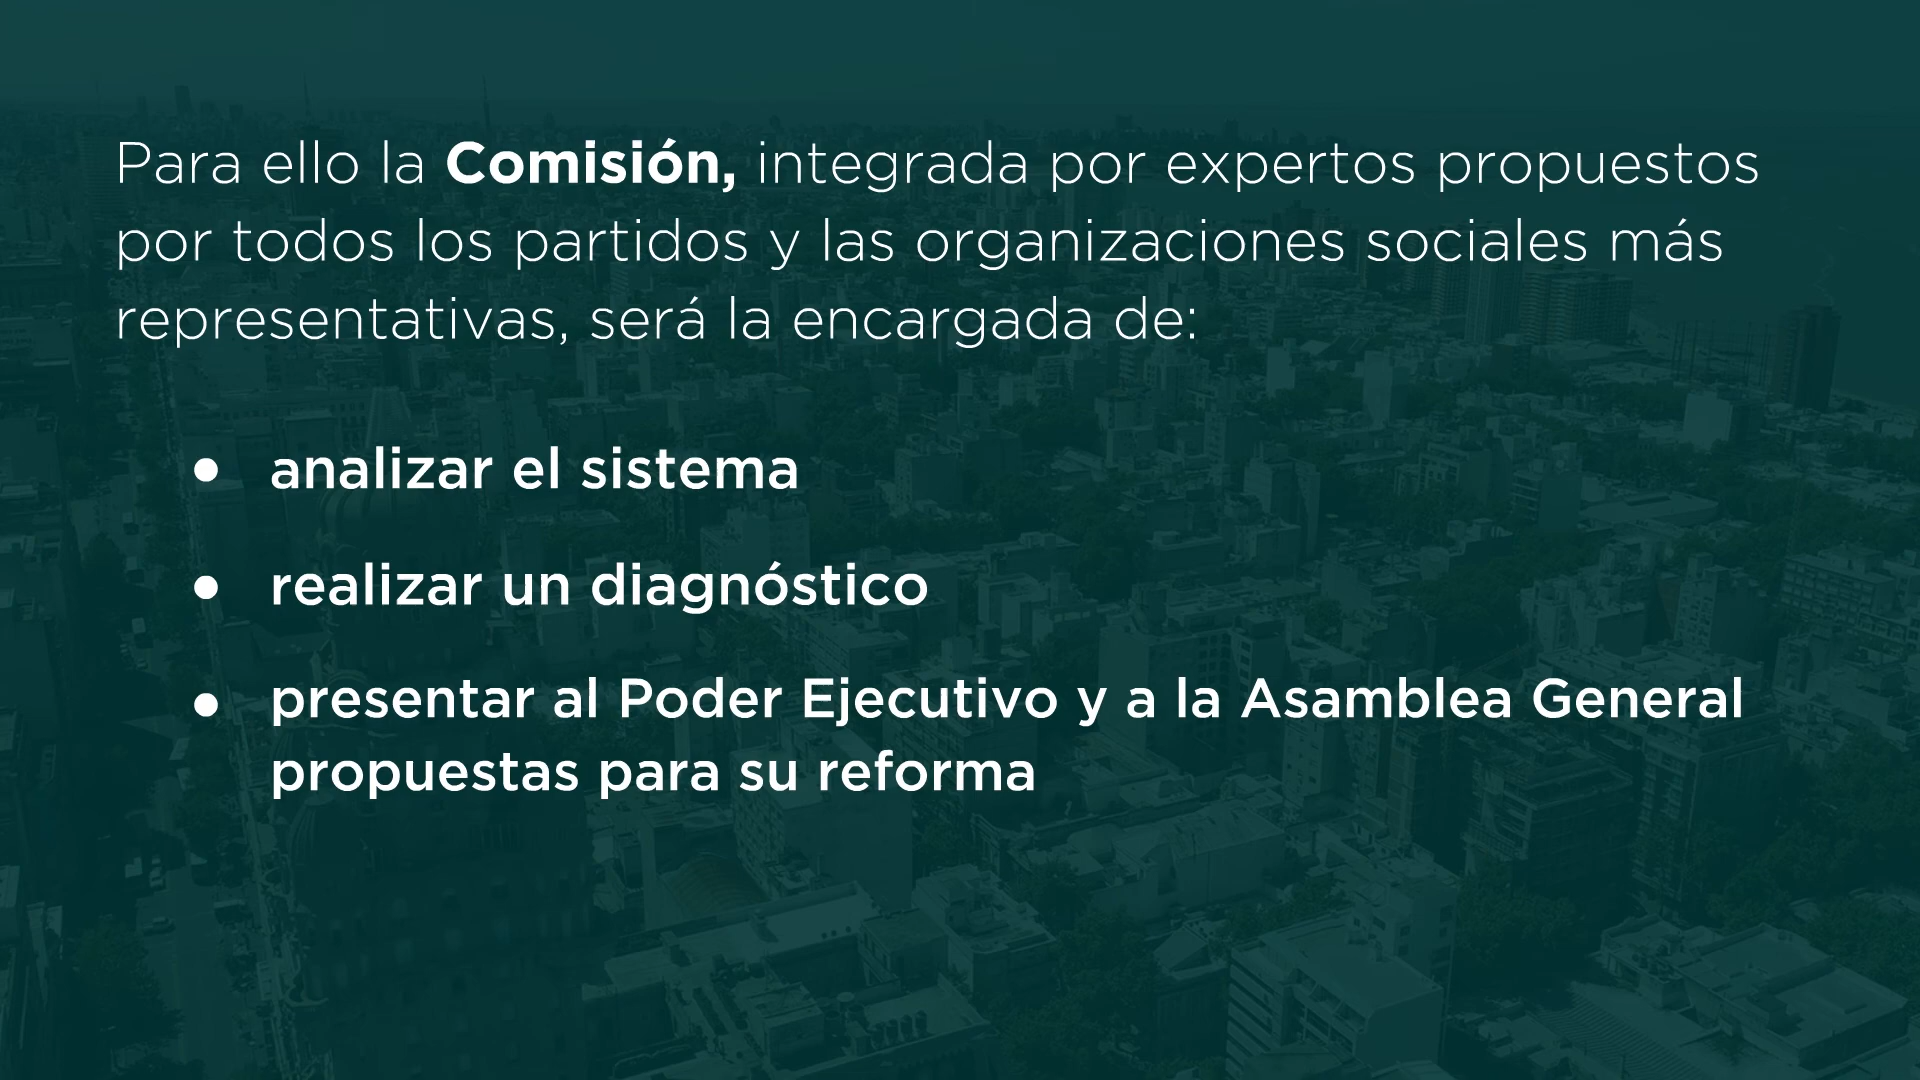 Para ello la Comisión, integrada por expertos propuestos
por todos los partidos y las organizaciones sociales más
representativas, será la encargada de:
● analizar el sistema
● realizar un diagnóstico
● presentar al Poder Ejecutivo y a la Asamblea General
propuestas para su reforma